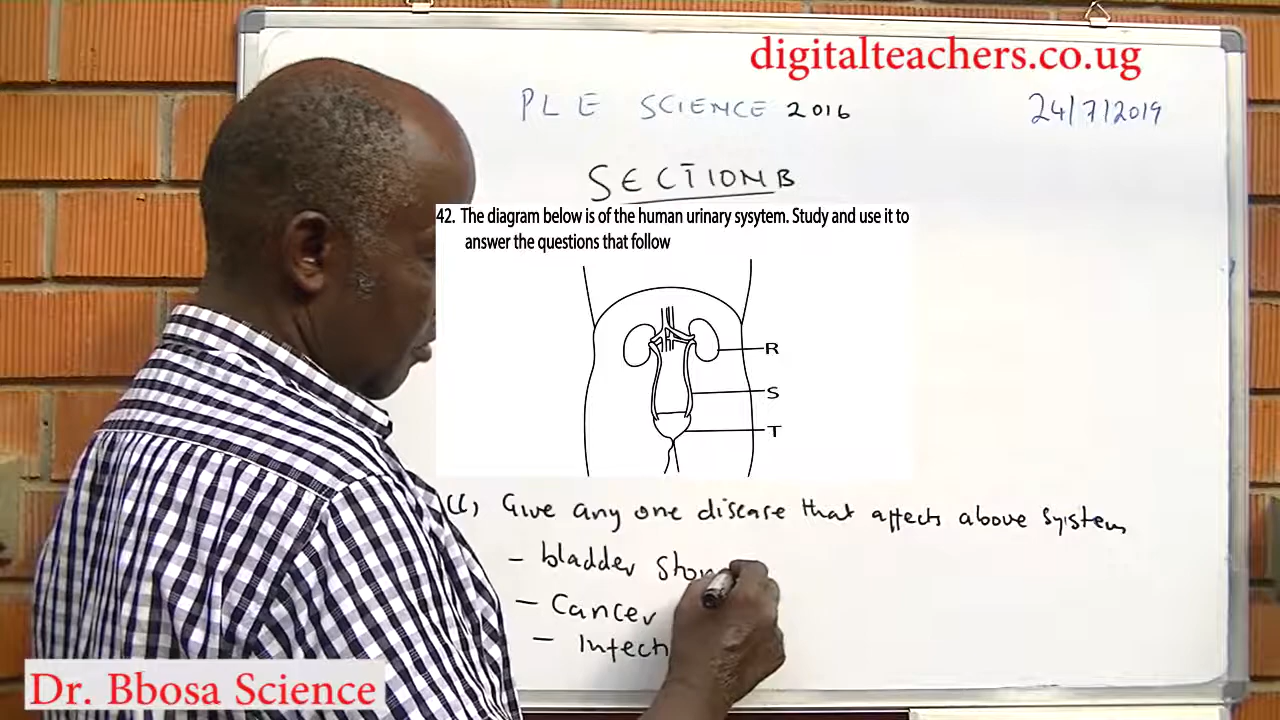 digitalteachers.co.ug
PLE SCIENCE 2016
24/7/2019
SECTION B
42. The diagram below is of the human urinary sysytem. Study and use it to
answer the questions that follow
R
S
T
(c) Give any one disease that affects above system
- bladder
- Cancer
-
Dr. Bbosa Science